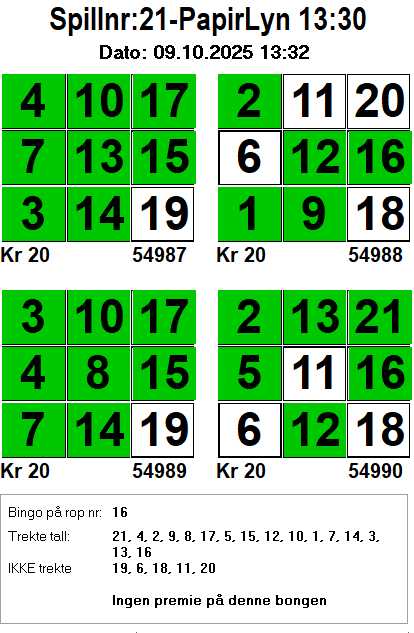 Spillnr:21-PapirLyn 13:30
Dato: 09.10.2025 13:32
4 10 17
7 13 15
3 14 19
Kr 20 54987
2 11 20
6 12 16
1 9 18
Kr 20 54988
3 10 17
4 8 15
7 14 19
Kr 20 54989
2 13 21
5 11 16
6 12 18
Kr 20 54990
Bingo på rop nr: 16
Trekte tall: 21, 4, 2, 9, 8, 17, 5, 15, 12, 10, 1, 7, 14, 3,
13, 16
IKKE trekte 19, 6, 18, 11, 20
Ingen premie på denne bongen